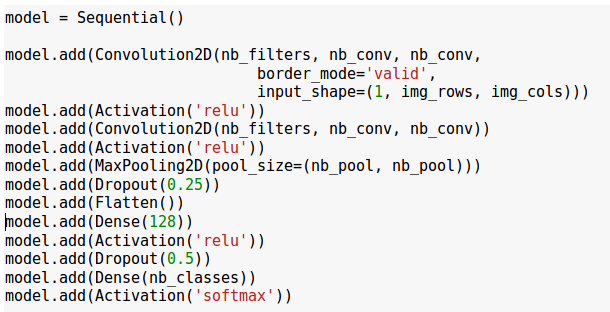 model = Sequential()
model.add(Convolution2D(nb_filters, nb_conv, nb_conv,
                        border_mode='valid',
                        input_shape=(1, img_rows, img_cols)))
model.add(Activation('relu'))
model.add(Convolution2D(nb_filters, nb_conv, nb_conv))
model.add(Activation('relu'))
model.add(MaxPooling2D(pool_size=(nb_pool, nb_pool)))
model.add(Dropout(0.25))
model.add(Flatten())
model.add(Dense(128))
model.add(Activation('relu'))
model.add(Dropout(0.5))
model.add(Dense(nb_classes))
model.add(Activation('softmax'))